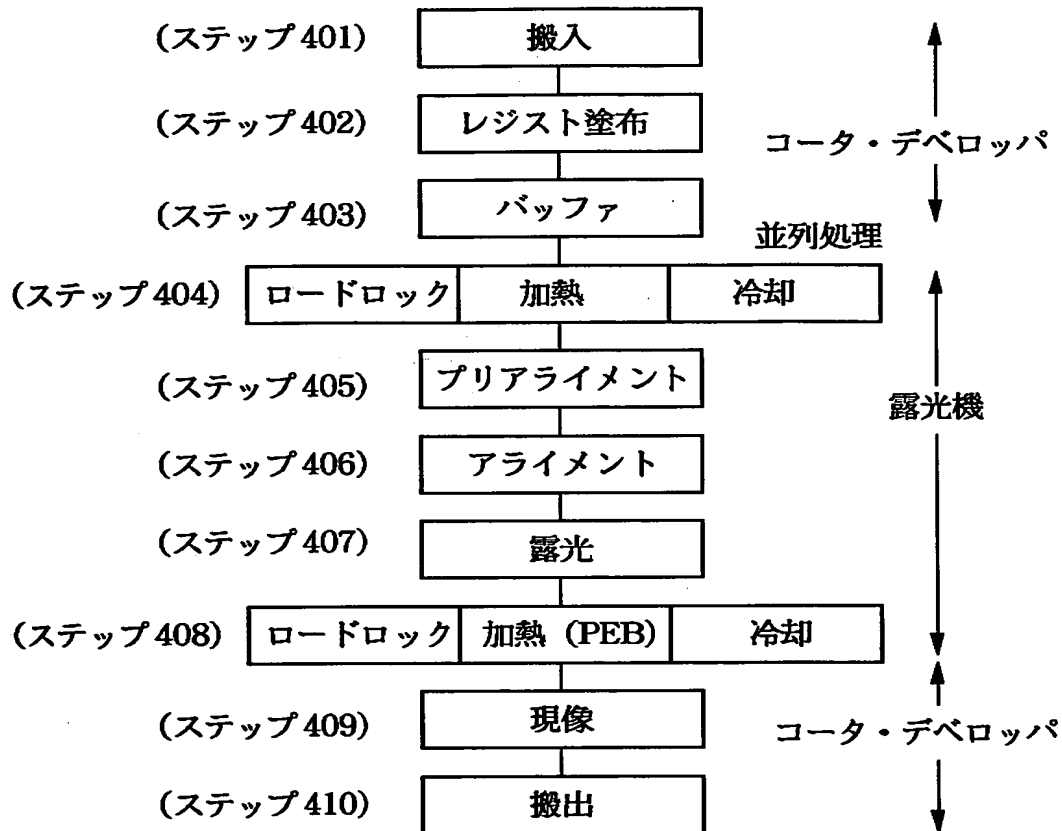 (ステップ401) 搬入
(ステップ402) レジスト塗布
コータ・デベロッパ
(ステップ403) バッファ
並列処理
(ステップ404) ロードロック 加熱 冷却
(ステップ405) プリアライメント
露光機
(ステップ406) アライメント
(ステップ407) 露光
(ステップ408) ロードロック 加熱 (PEB) 冷却
(ステップ409) 現像
コータ・デベロッパ
(ステップ410) 搬出